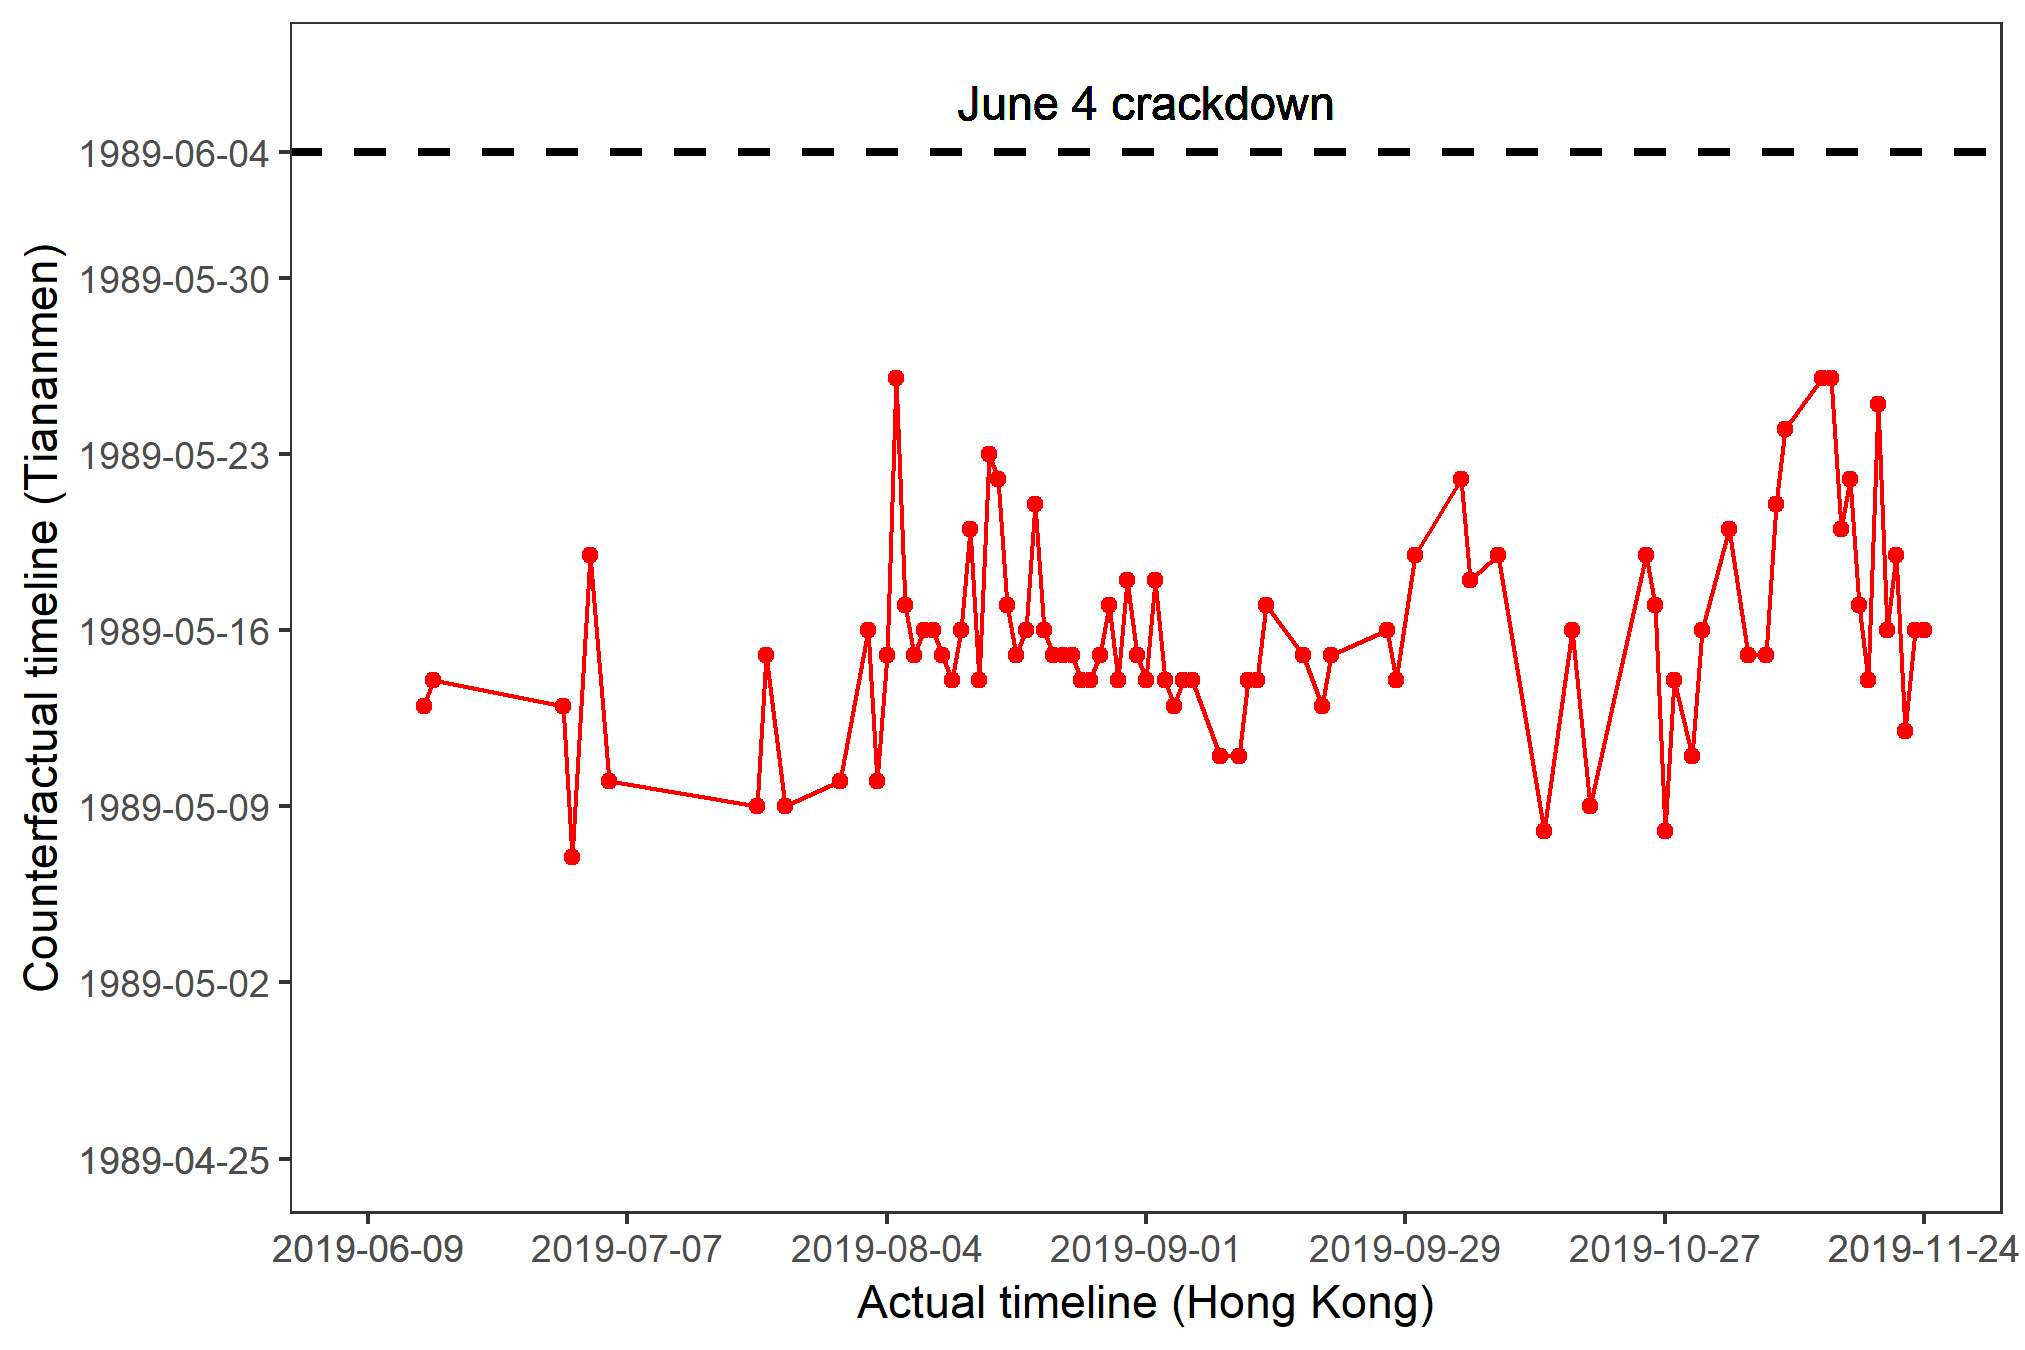 June 4 crackdown
1989-06-04
1989-05-30
1989-05-23
1989-05-16
1989-05-09
1989-05-02
1989-04-25
Counterfactual timeline (Tiananmen)
2019-06-09 2019-07-07 2019-08-04 2019-09-01 2019-09-29 2019-10-27 2019-11-24
Actual timeline (Hong Kong)